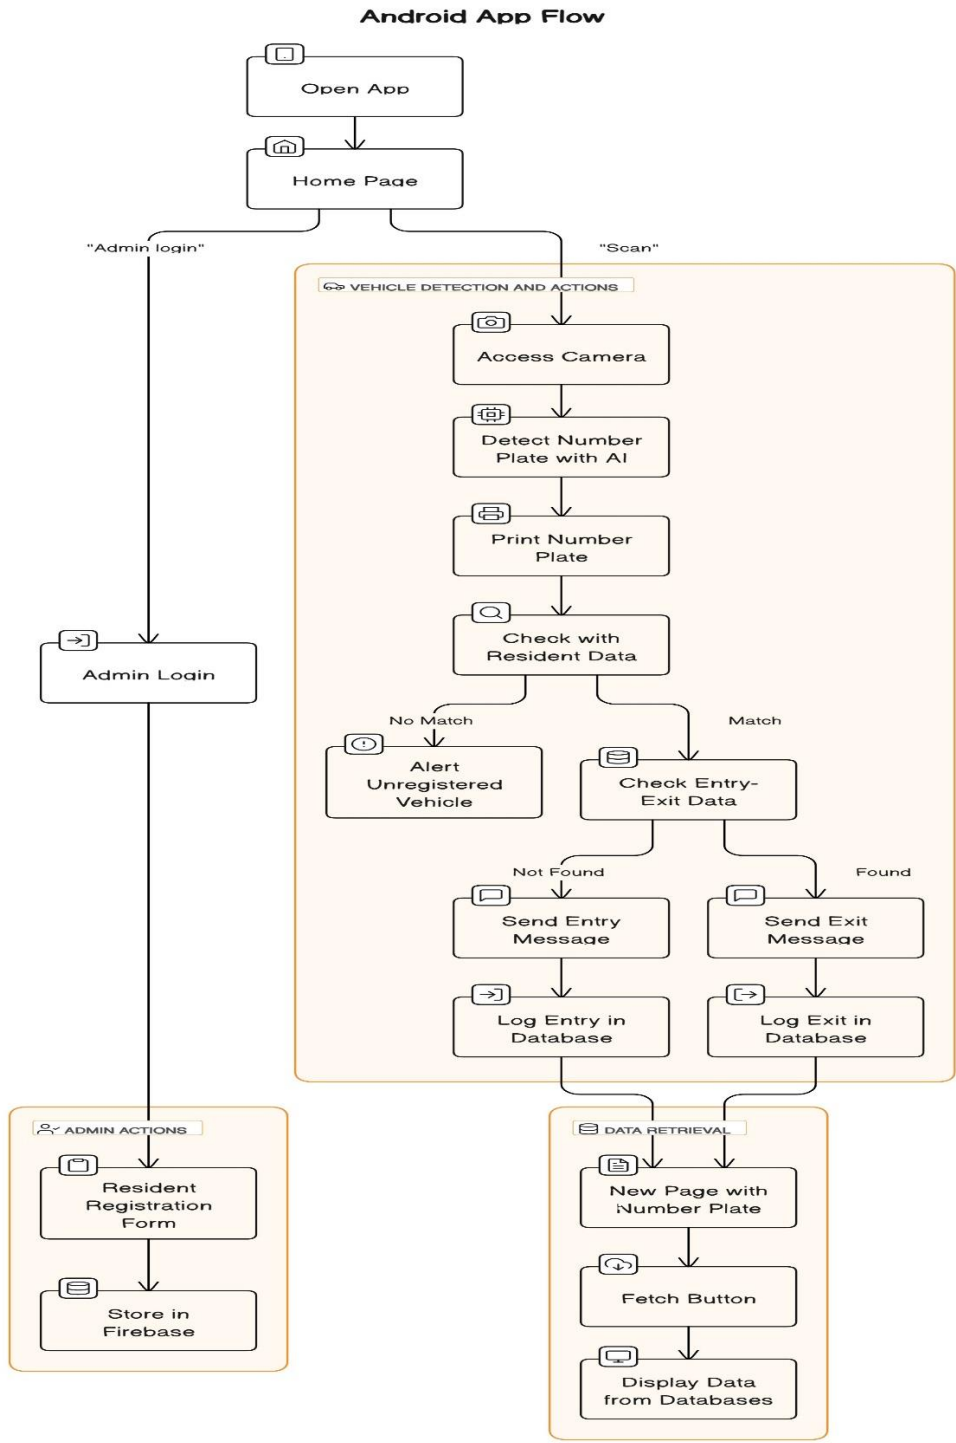 Android App Flow
Open App
Home Page
"Admin login"
"Scan"
VEHICLE DETECTION AND ACTIONS
Access Camera
Detect Number
Plate with AI
Print Number
Plate
Check with
Resident Data
Admin Login
No Match
Match
Alert
Unregistered
Vehicle
Check Entry-
Exit Data
Not Found
Found
Send Entry
Message
Send Exit
Message
Log Entry in
Database
Log Exit in
Database
ADMIN ACTIONS
DATA RETRIEVAL
Resident
Registration
Form
New Page with
Number Plate
Store in
Firebase
Fetch Button
Display Data
from Databases